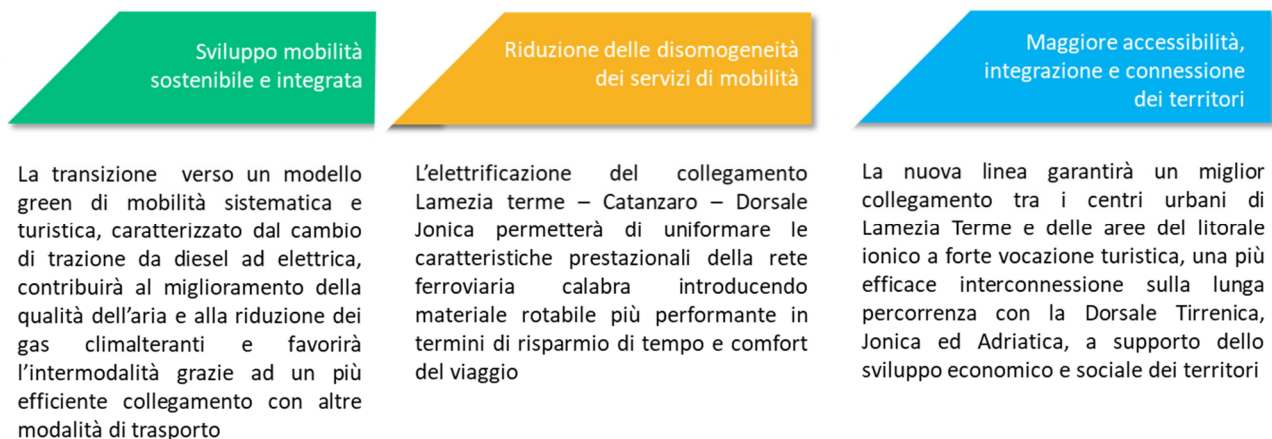 Sviluppo mobilità
sostenibile e integrata
La transizione verso un modello
green di mobilità sistematica e
turistica, caratterizzato dal cambio
di trazione da diesel ad elettrica,
contribuirà al miglioramento della
qualità dell'aria e alla riduzione dei
gas climalteranti e favorirà
l'intermodalità grazie ad un più
efficiente collegamento con altre
modalità di trasporto
Riduzione delle disomogeneità
dei servizi di mobilità
L'elettrificazione del collegamento
Lamezia terme – Catanzaro – Dorsale
Jonica permetterà di uniformare le
caratteristiche prestazionali della rete
ferroviaria calabra introducendo
materiale rotabile più performante in
termini di risparmio di tempo e comfort
del viaggio
Maggiore accessibilità,
integrazione e connessione
dei territori
La nuova linea garantirà un miglior
collegamento tra i centri urbani di
Lamezia Terme e delle aree del litorale
ionico a forte vocazione turistica, una più
efficace interconnessione sulla lunga
percorrenza con la Dorsale Tirrenica,
Jonica ed Adriatica, a supporto dello
sviluppo economico e sociale dei territori